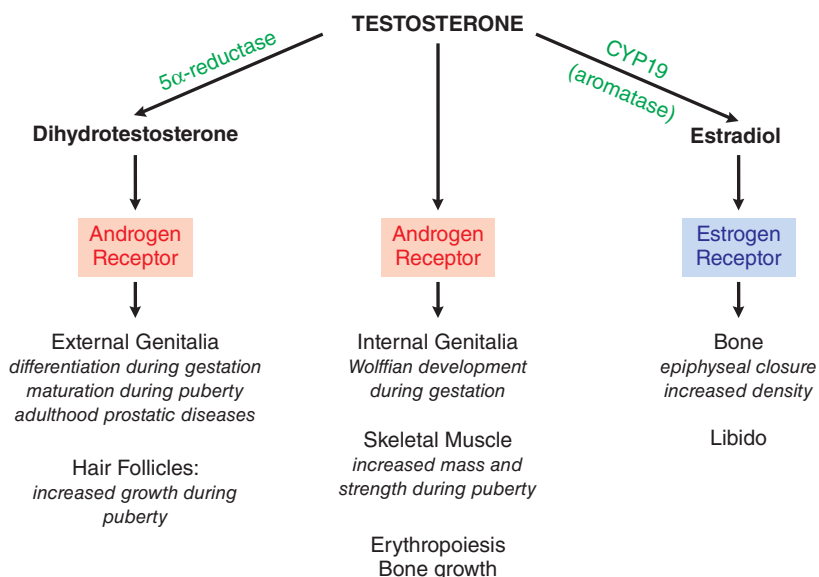 TESTOSTERONE
5α-reductase
CYP19
(aromatase)
Dihydrotestosterone
Estradiol
Androgen
Receptor
Androgen
Receptor
Estrogen
Receptor
External Genitalia
differentiation during gestation
maturation during puberty
adulthood prostatic diseases
Hair Follicles:
increased growth during
puberty
Internal Genitalia
Wolffian development
during gestation
Skeletal Muscle
increased mass and
strength during puberty
Erythropoiesis
Bone growth
Bone
epiphyseal closure
increased density
Libido